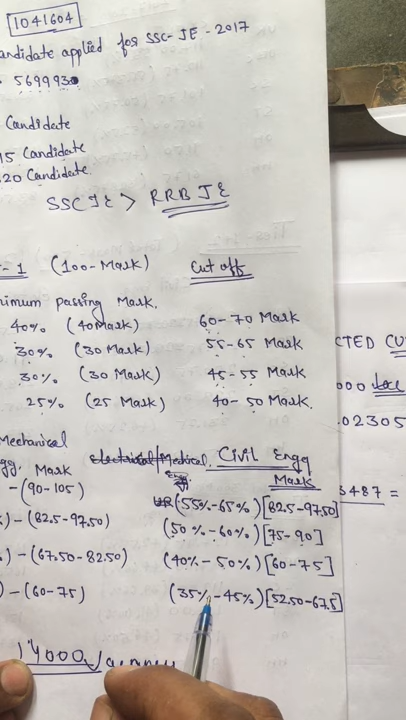 1041604
andidate applied for SSC-JE-2017
5699930
Candidate
15 Candidate
20 Candidate
SSC JE > RRB JE
-1 (100-Mark) Cut off
nimum passing Mark.
40% (40 Mark) 60-70 Mark
30% (30 Mark) 55-65 Mark
30% (30 Mark) 45-55 Mark
25% (25 Mark) 40-50 Mark.
CTED CU
000
02305
3487 =
Mechanical Civil Engg
gg. Mark Mark
-(90-105) UR (55%-65%) [82.5-97.50]
)-(82.5-97.50) (50%-60%) [75-90]
)-(67.50-82.50) (40%-50%) [60-75]
)-(60-75) (35%-45%) [52.50-67.5]
14000